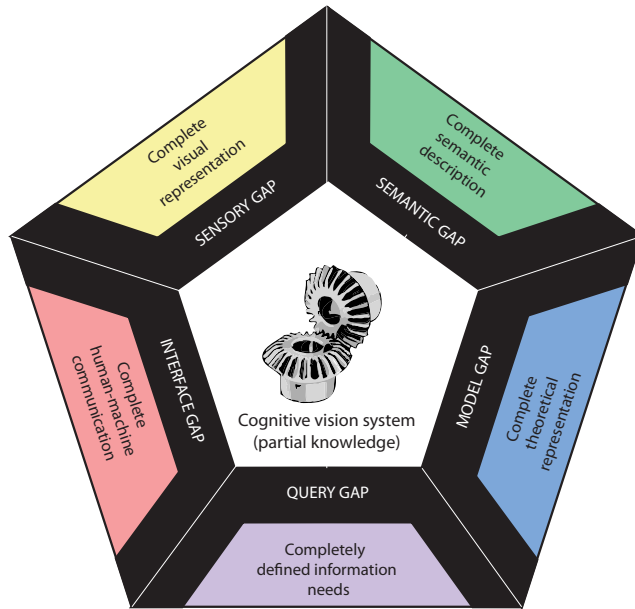 Complete
visual
representation
SENSORY GAP
Complete
semantic
description
SEMANTIC GAP
Complete
human-machine
communication
INTERFACE GAP
Cognitive vision system
(partial knowledge)
MODEL GAP
Complete
theoretical
representation
QUERY GAP
Completely
defined information
needs